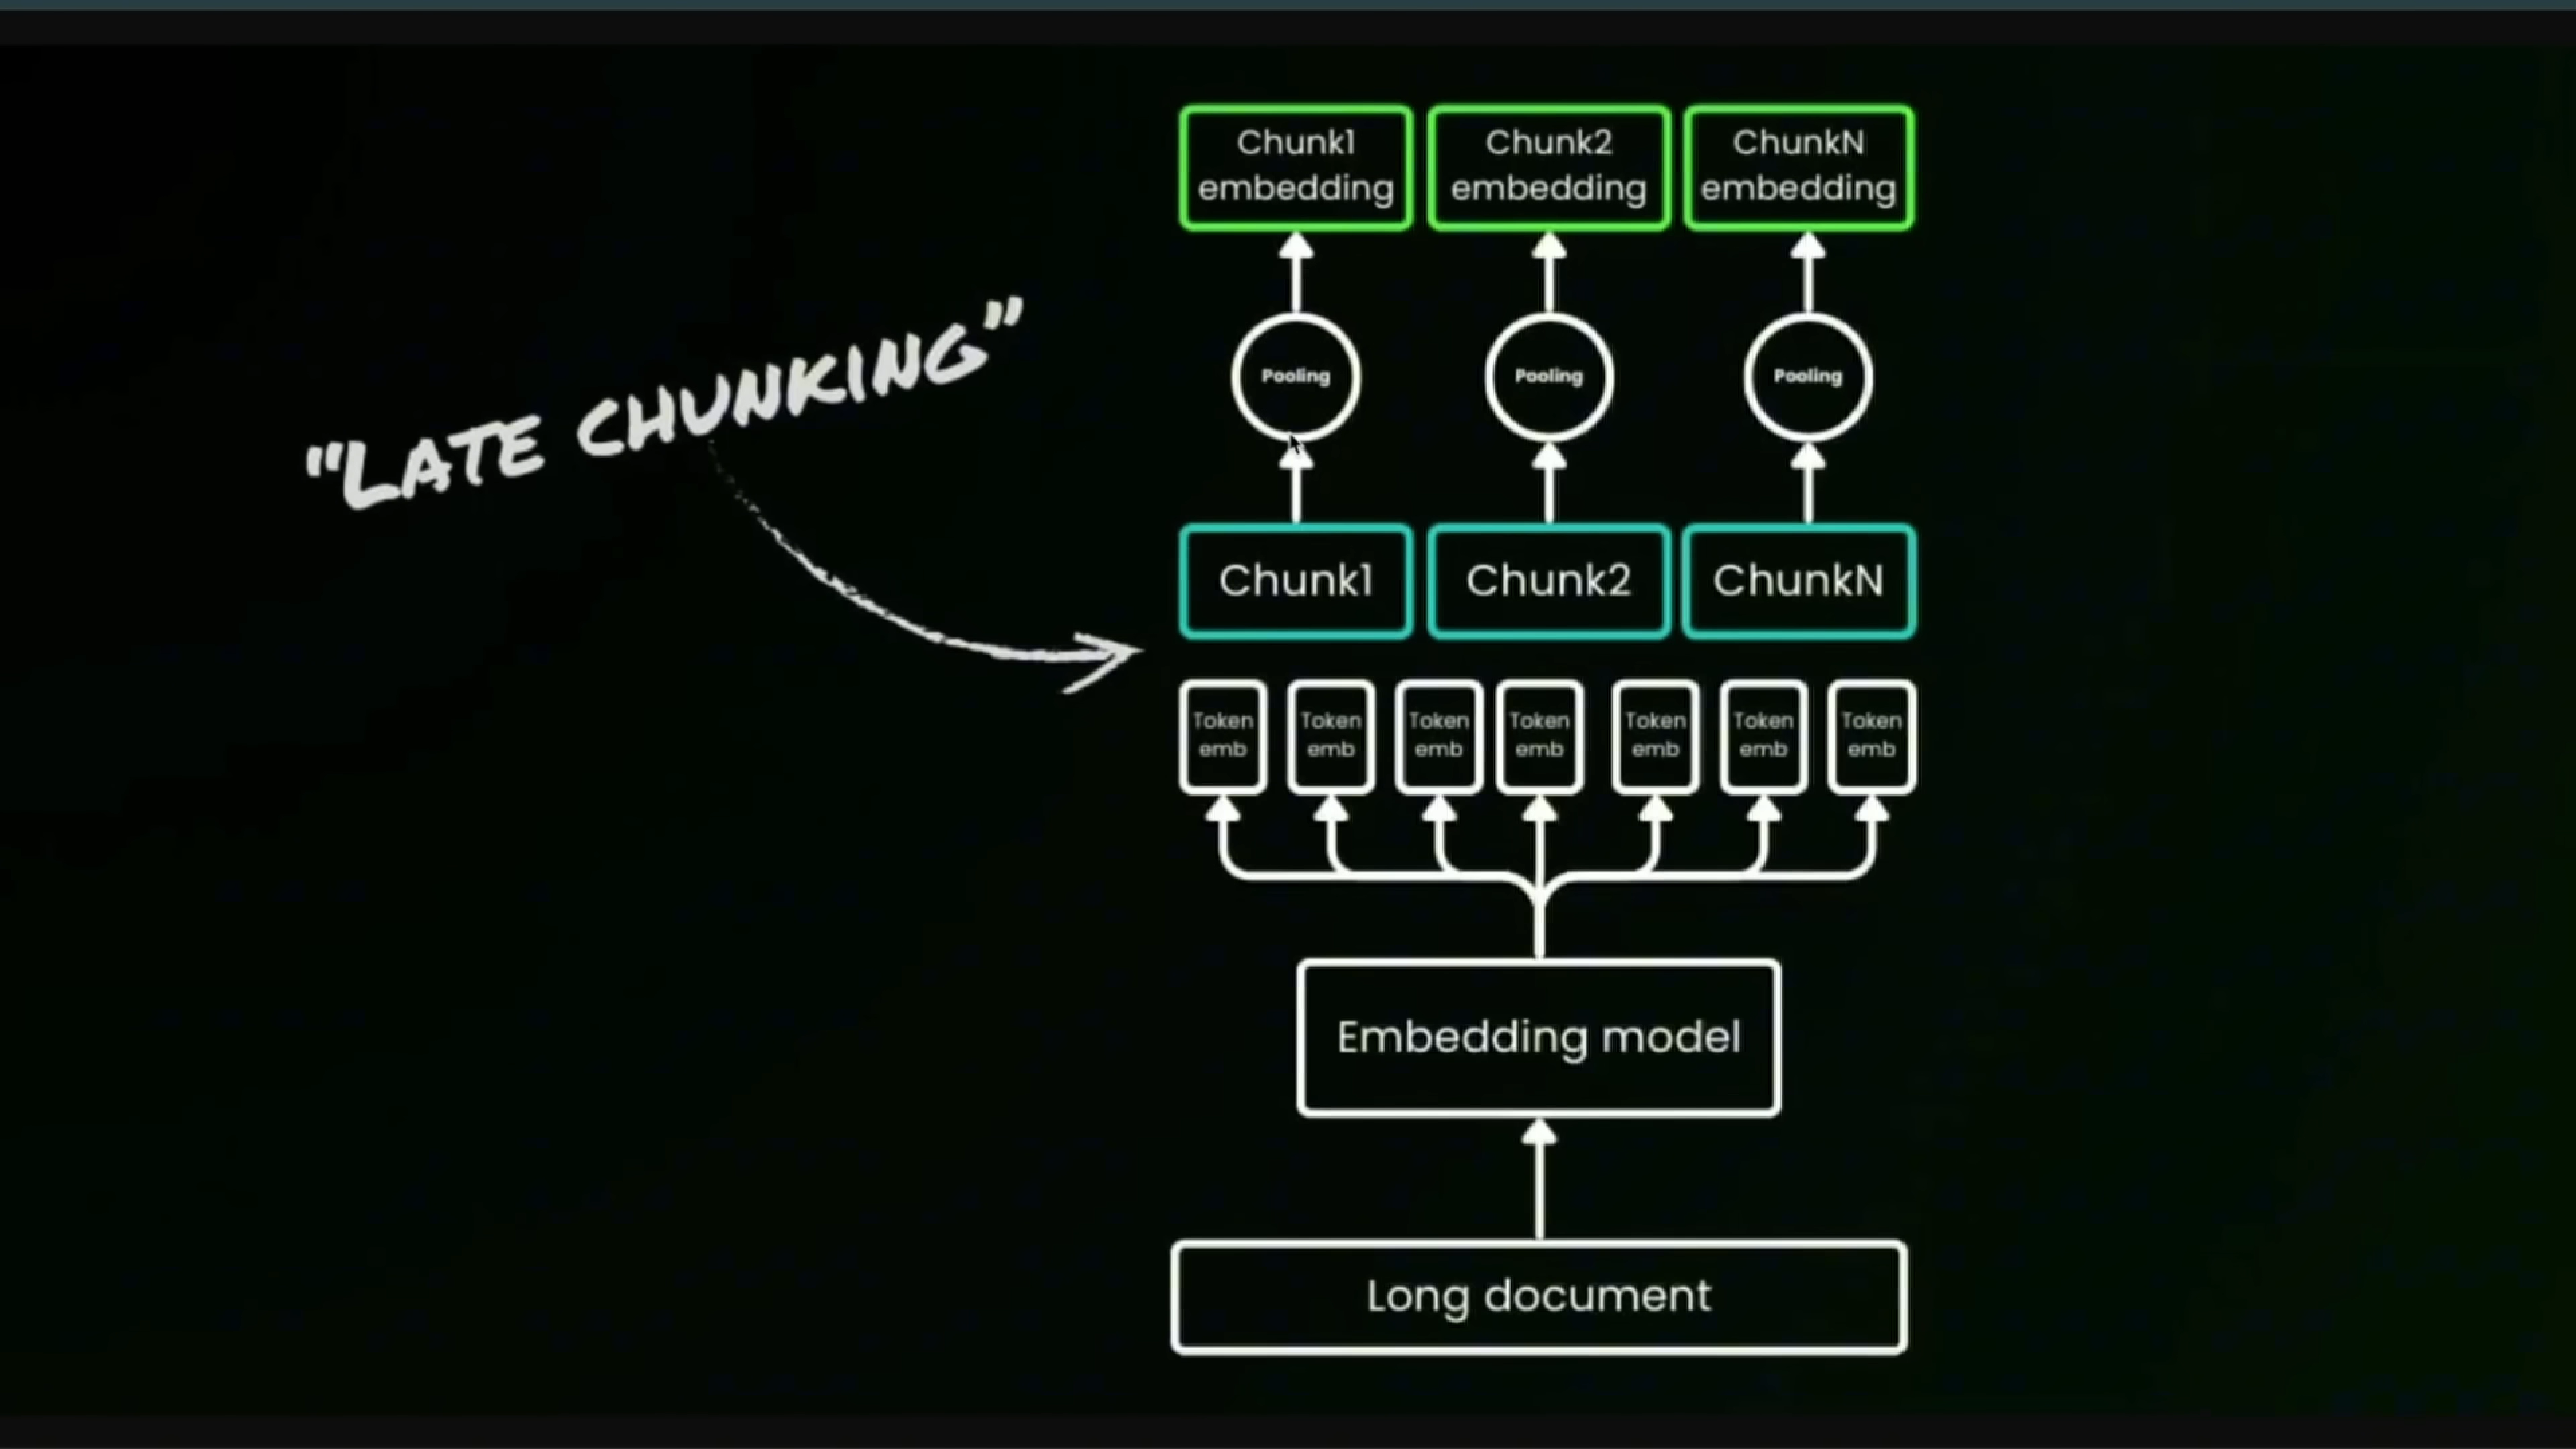 Chunk1
embedding
Chunk2
embedding
ChunkN
embedding
"LATE CHUNKING"
Pooling
Pooling
Pooling
Chunk1
Chunk2
ChunkN
Token
emb
Token
emb
Token
emb
Token
emb
Token
emb
Token
emb
Token
emb
Embedding model
Long document